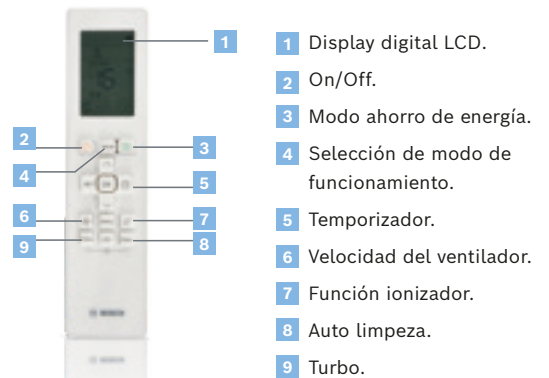 1
2
3
4
5
6
7
9
8
BOSCH
1 Display digital LCD.
2 On/Off.
3 Modo ahorro de energía.
4 Selección de modo de
funcionamiento.
5 Temporizador.
6 Velocidad del ventilador.
7 Función ionizador.
8 Auto limpeza.
9 Turbo.